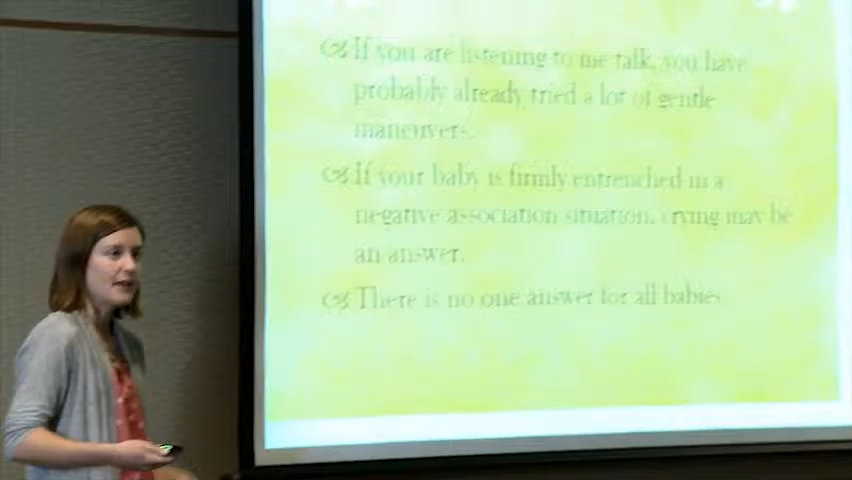 If you are listening to me talk, you have
probably already tried a lot of gentle
maneuvers.
If your baby is firmly entrenched in a
negative association situation, crying may be
an answer.
There is no one answer for all babies